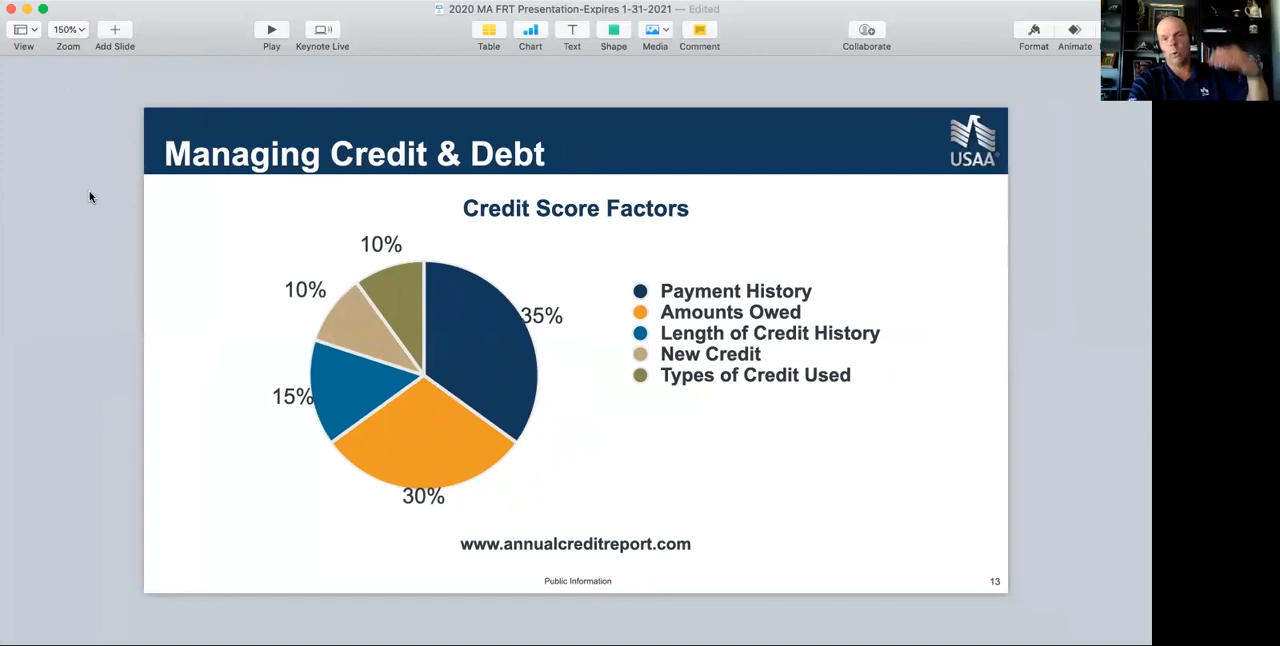 2020 MA FRT Presentation-Expires 1-31-2021 — Edited
150%
View
Zoom
Add Slide
Play
Keynote Live
Table
Chart
Text
Shape
Media
Comment
Collaborate
Format
Animate
Managing Credit & Debt
USAA®
Credit Score Factors
10%
10%
35%
15%
30%
Payment History
Amounts Owed
Length of Credit History
New Credit
Types of Credit Used
www.annualcreditreport.com
Public Information
13